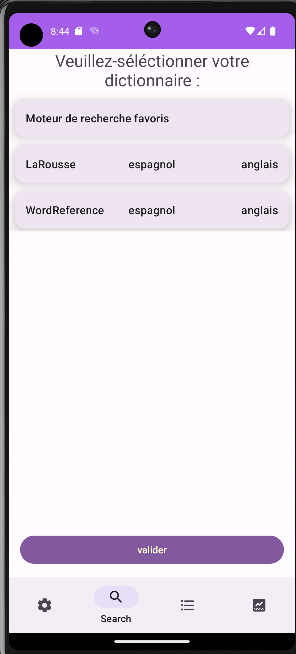 8:44
Veuillez-séléctionner votre
dictionnaire :
Moteur de recherche favoris
LaRousse espagnol anglais
WordReference espagnol anglais
valider
Search